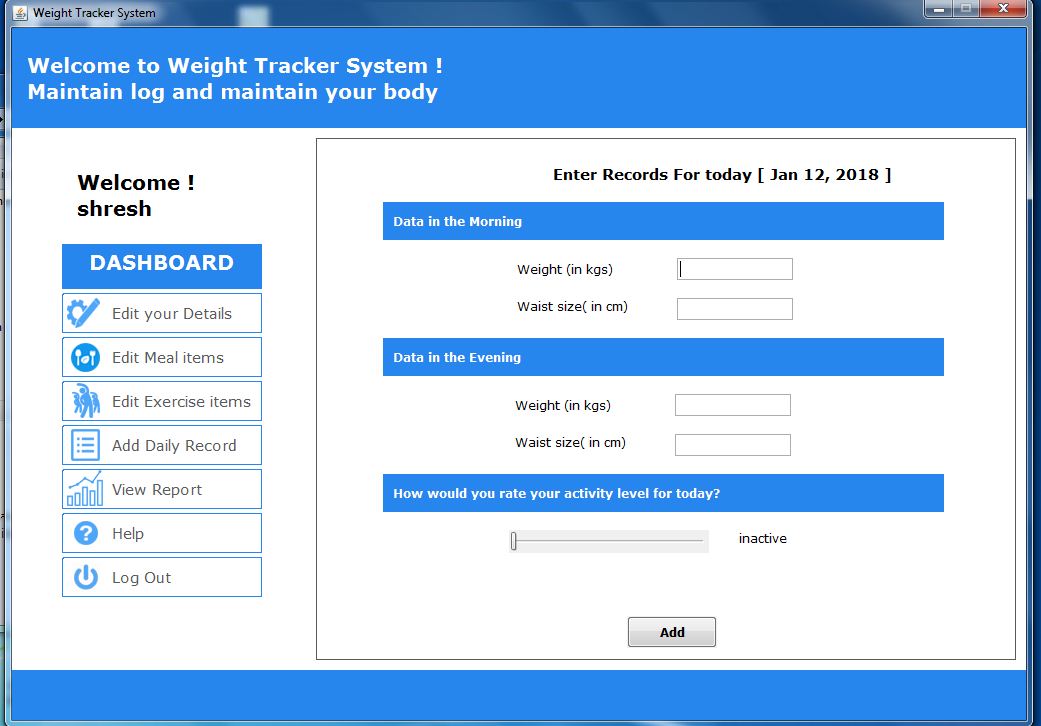 Weight Tracker System
Welcome to Weight Tracker System !
Maintain log and maintain your body
Welcome !
shresh
DASHBOARD
Edit your Details
Edit Meal items
Edit Exercise items
Add Daily Record
View Report
Help
Log Out
Enter Records For today [ Jan 12, 2018 ]
Data in the Morning
Weight (in kgs)
Waist size( in cm)
Data in the Evening
Weight (in kgs)
Waist size( in cm)
How would you rate your activity level for today?
inactive
Add